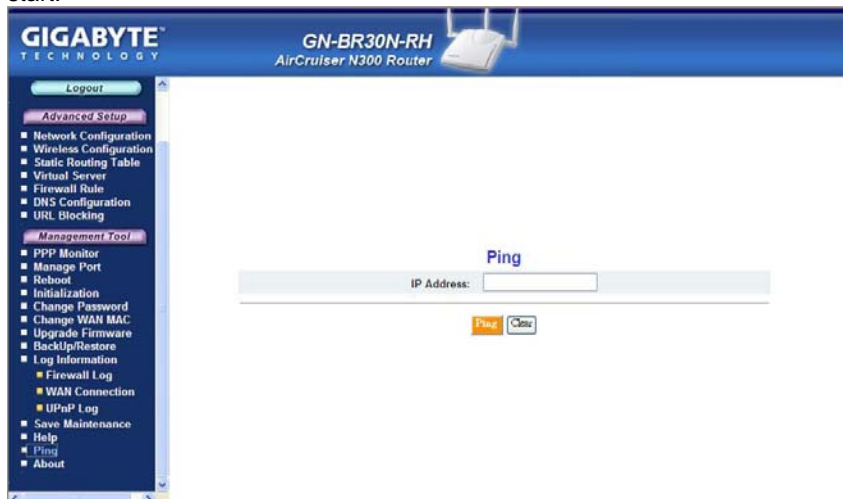 start.
GIGABYTE™
TECHNOLOGY
GN-BR30N-RH
AirCruiser N300 Router
Logout
Advanced Setup
Network Configuration
Wireless Configuration
Static Routing Table
Virtual Server
Firewall Rule
DNS Configuration
URL Blocking
Management Tool
PPP Monitor
Manage Port
Reboot
Initialization
Change Password
Change WAN MAC
Upgrade Firmware
BackUp/Restore
Log Information
Firewall Log
WAN Connection
UPnP Log
Save Maintenance
Help
Ping
About
Ping
IP Address:
Ping Clear